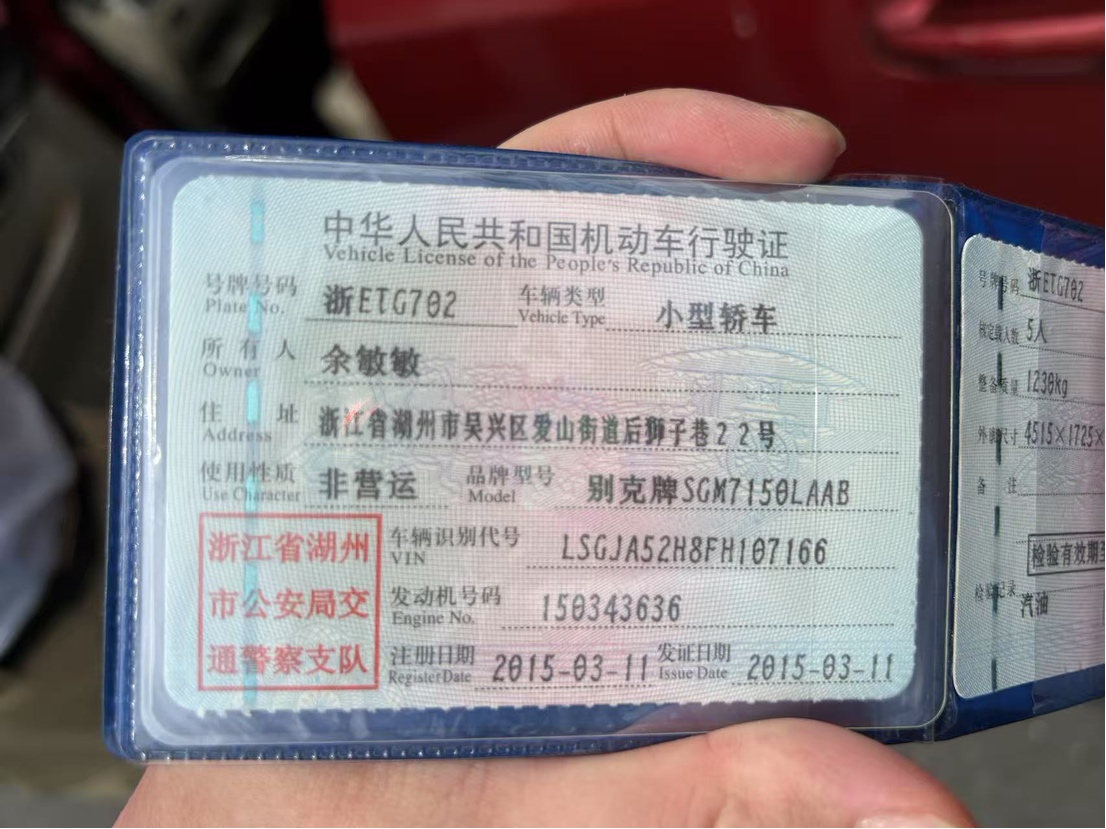 中华人民共和国机动车行驶证
Vehicle License of the People's Republic of China
号牌号码 浙ETG702 车辆类型 小型轿车
Plate No. Vehicle Type
所有人 余敏敏
Owner
住址 浙江省湖州市吴兴区爱山街道后狮子巷22号
Address
使用性质 非营运 品牌型号 别克牌SGM7150LAAB
Use Character Model
浙江省湖州
市公安局交
通警察支队
车辆识别代号 LSGJA52H8FH107166
VIN
发动机号码 150343636
Engine No.
注册日期 2015-03-11 发证日期 2015-03-11
Register Date Issue Date
号牌号码 浙ETG702
核定载人数 5人
整备质量 1230kg
外廓尺寸 4515×1725×
备注
检验有效期至
检验记录
汽油